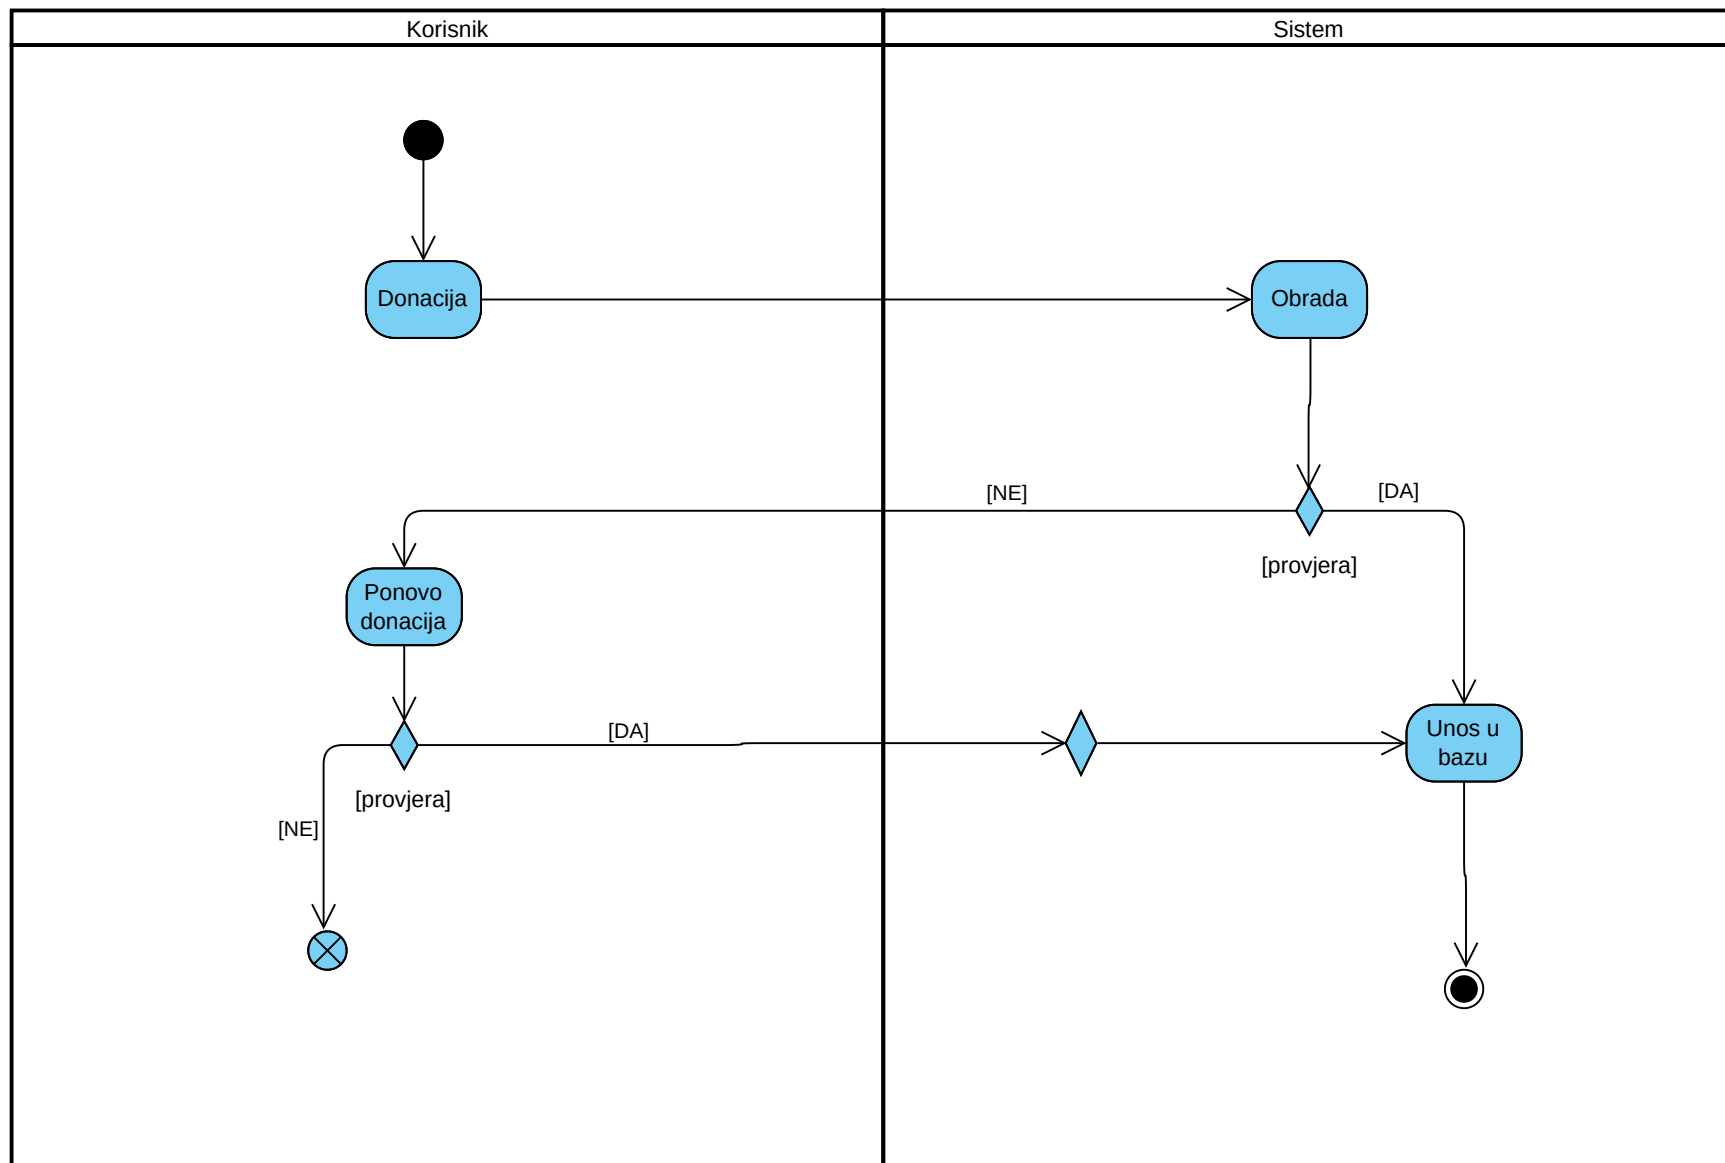 Korisnik
Sistem
Donacija
Obrada
[NE]
[DA]
[provjera]
Ponovo
donacija
[DA]
Unos u
bazu
[provjera]
[NE]